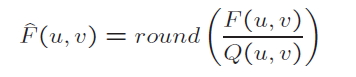 F̂(u, v) = round(F(u, v) / Q(u, v))